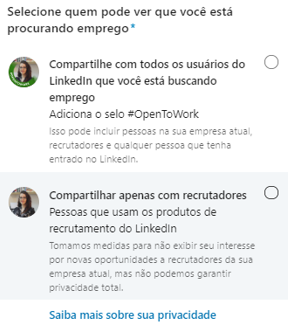 Selecione quem pode ver que você está
procurando emprego*
Compartilhe com todos os usuários do
LinkedIn que você está buscando
emprego
Adiciona o selo #OpenToWork
Isso pode incluir pessoas na sua empresa atual,
recrutadores e qualquer pessoa que tenha
entrado no LinkedIn.
Compartilhar apenas com recrutadores
Pessoas que usam os produtos de
recrutamento do LinkedIn
Tomamos medidas para não exibir seu interesse
por novas oportunidades a recrutadores da sua
empresa atual, mas não podemos garantir
privacidade total.
Saiba mais sobre sua privacidade